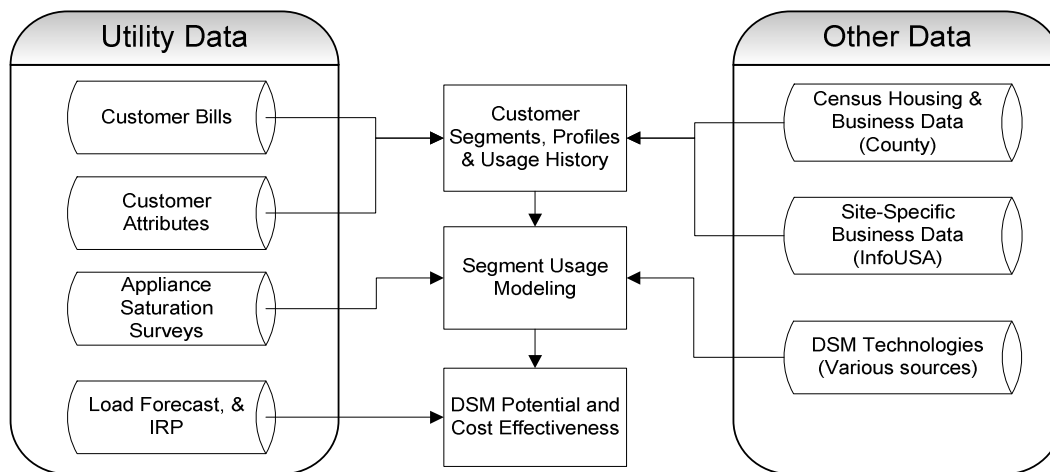 Utility Data
Customer Bills
Customer
Attributes
Appliance
Saturation
Surveys
Load Forecast, &
IRP
Customer
Segments, Profiles
& Usage History
Segment Usage
Modeling
DSM Potential and
Cost Effectiveness
Other Data
Census Housing &
Business Data
(County)
Site-Specific
Business Data
(InfoUSA)
DSM Technologies
(Various sources)